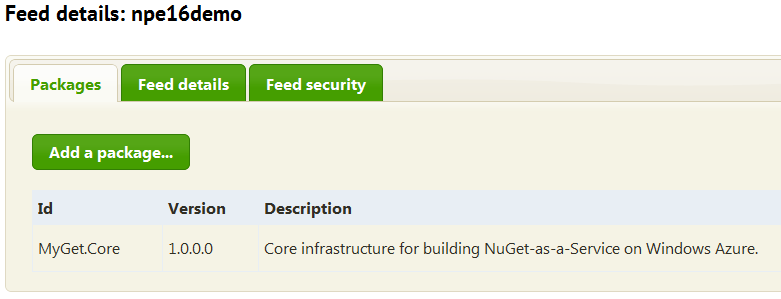 Feed details: npe16demo
Packages Feed details Feed security
Add a package...
Id Version Description
MyGet.Core 1.0.0.0 Core infrastructure for building NuGet-as-a-Service on Windows Azure.